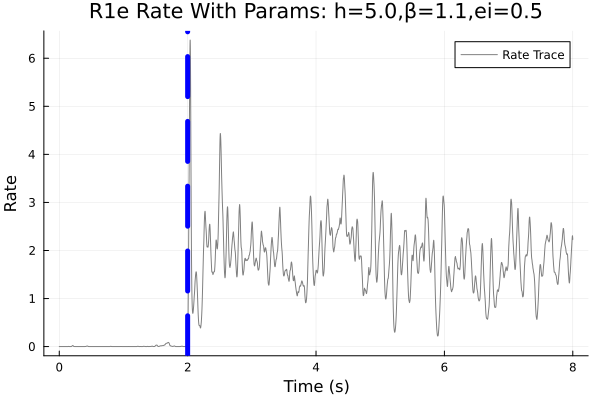 R1e Rate With Params: h=5.0,β=1.1,ei=0.5
Rate Trace
6
5
4
3
2
1
0
Rate
0 2 4 6 8
Time (s)